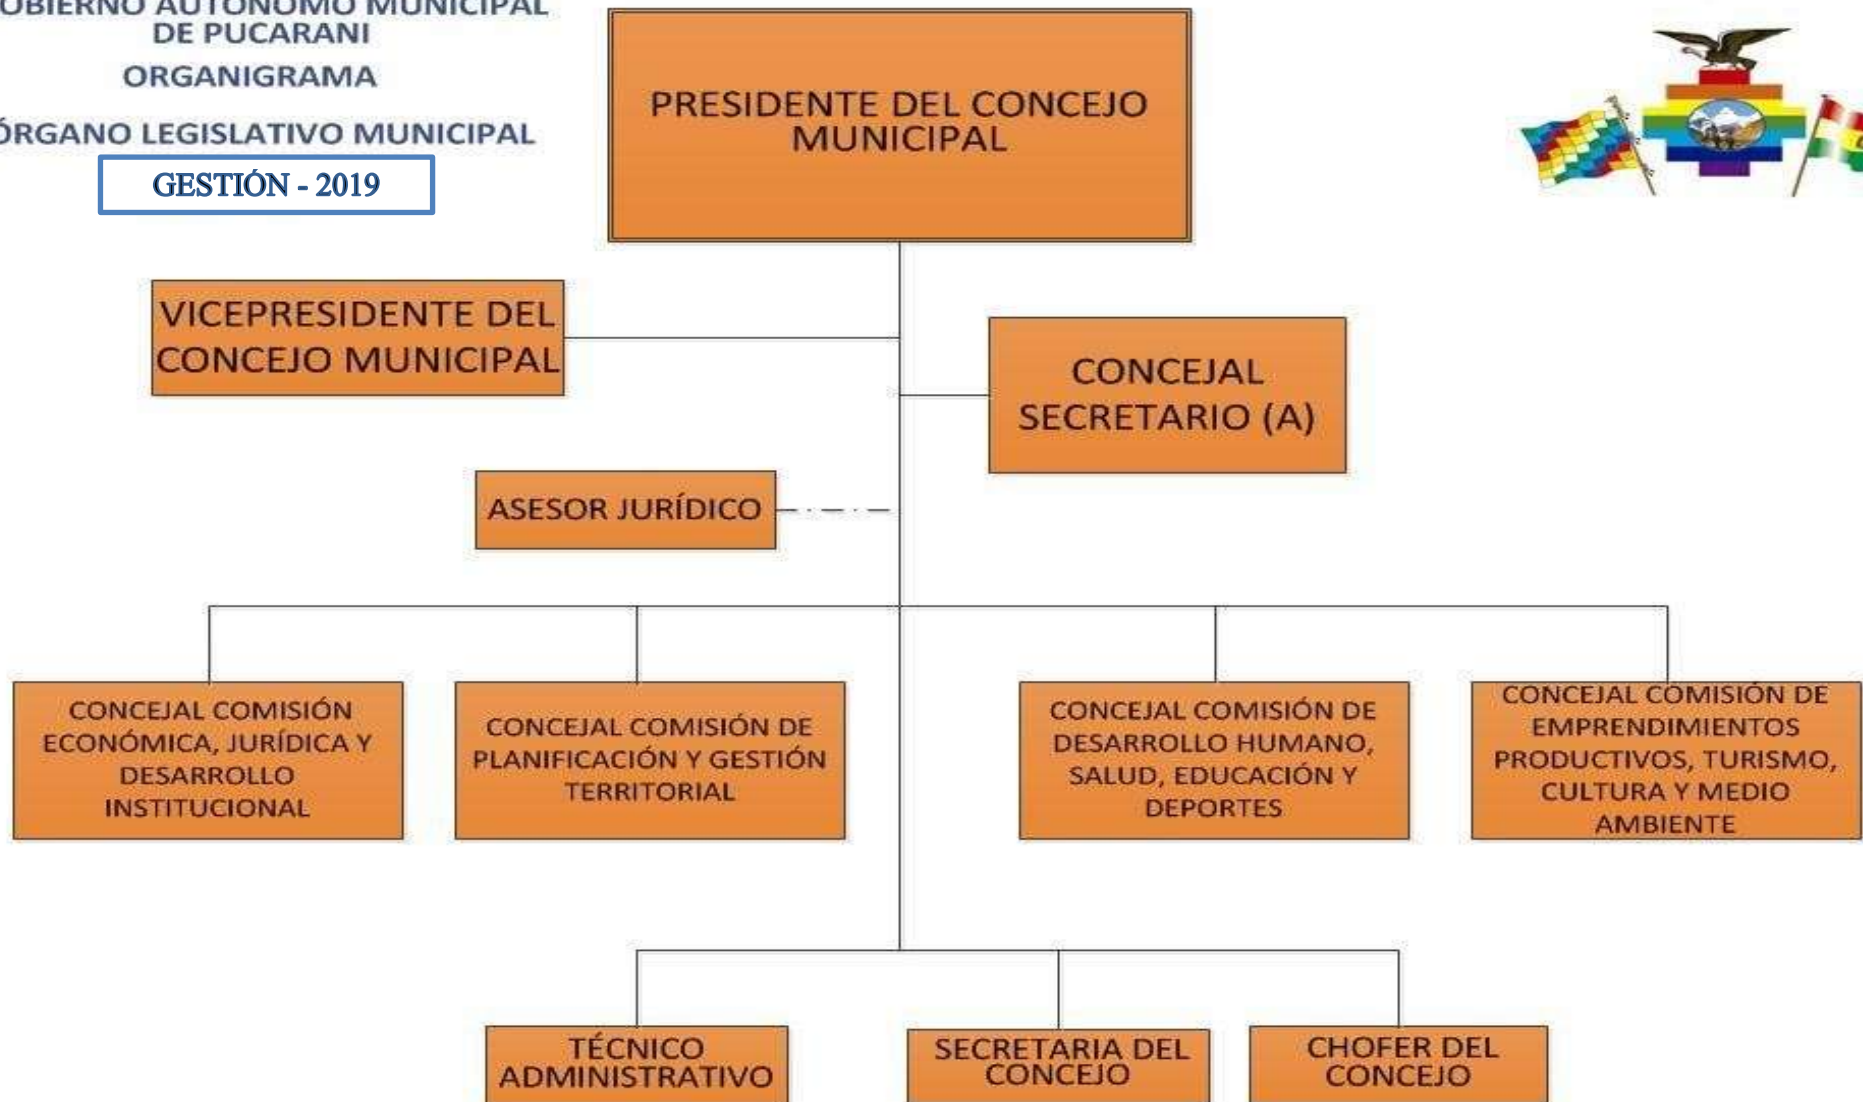 OBIERNO AUTÓNOMO MUNICIPAL
DE PUCARANI
ORGANIGRAMA
ÓRGANO LEGISLATIVO MUNICIPAL
GESTIÓN - 2019
PRESIDENTE DEL CONCEJO
MUNICIPAL
VICEPRESIDENTE DEL
CONCEJO MUNICIPAL
CONCEJAL
SECRETARIO (A)
ASESOR JURÍDICO
CONCEJAL COMISIÓN
ECONÓMICA, JURÍDICA Y
DESARROLLO
INSTITUCIONAL
CONCEJAL COMISIÓN DE
PLANIFICACIÓN Y GESTIÓN
TERRITORIAL
CONCEJAL COMISIÓN DE
DESARROLLO HUMANO,
SALUD, EDUCACIÓN Y
DEPORTES
CONCEJAL COMISIÓN DE
EMPRENDIMIENTOS
PRODUCTIVOS, TURISMO,
CULTURA Y MEDIO
AMBIENTE
TÉCNICO
ADMINISTRATIVO
SECRETARIA DEL
CONCEJO
CHOFER DEL
CONCEJO